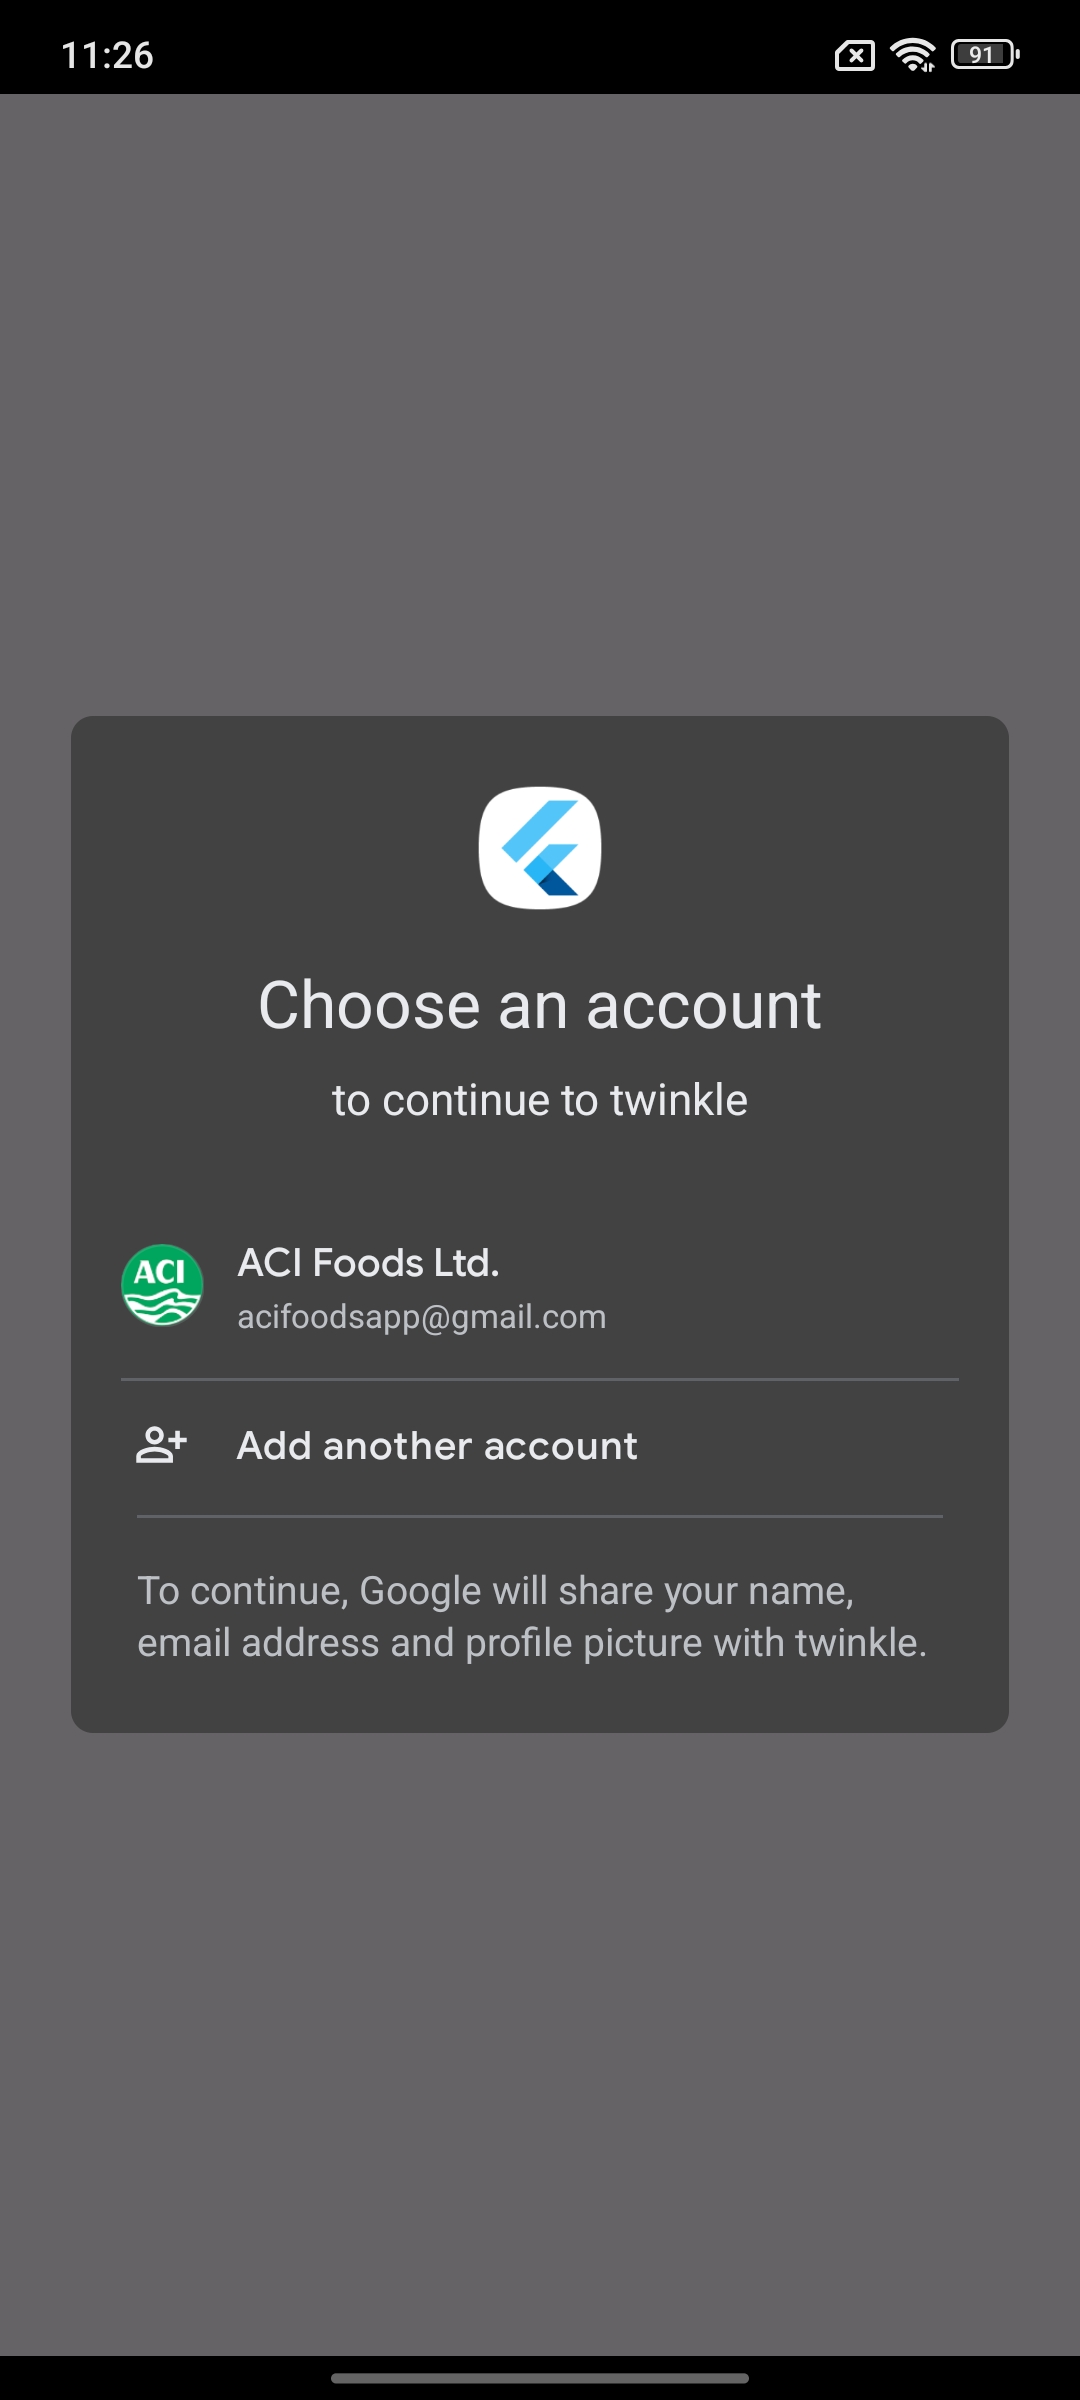 11:26
91
Choose an account
to continue to twinkle
ACI
ACI Foods Ltd.
acifoodsapp@gmail.com
Add another account
To continue, Google will share your name,
email address and profile picture with twinkle.